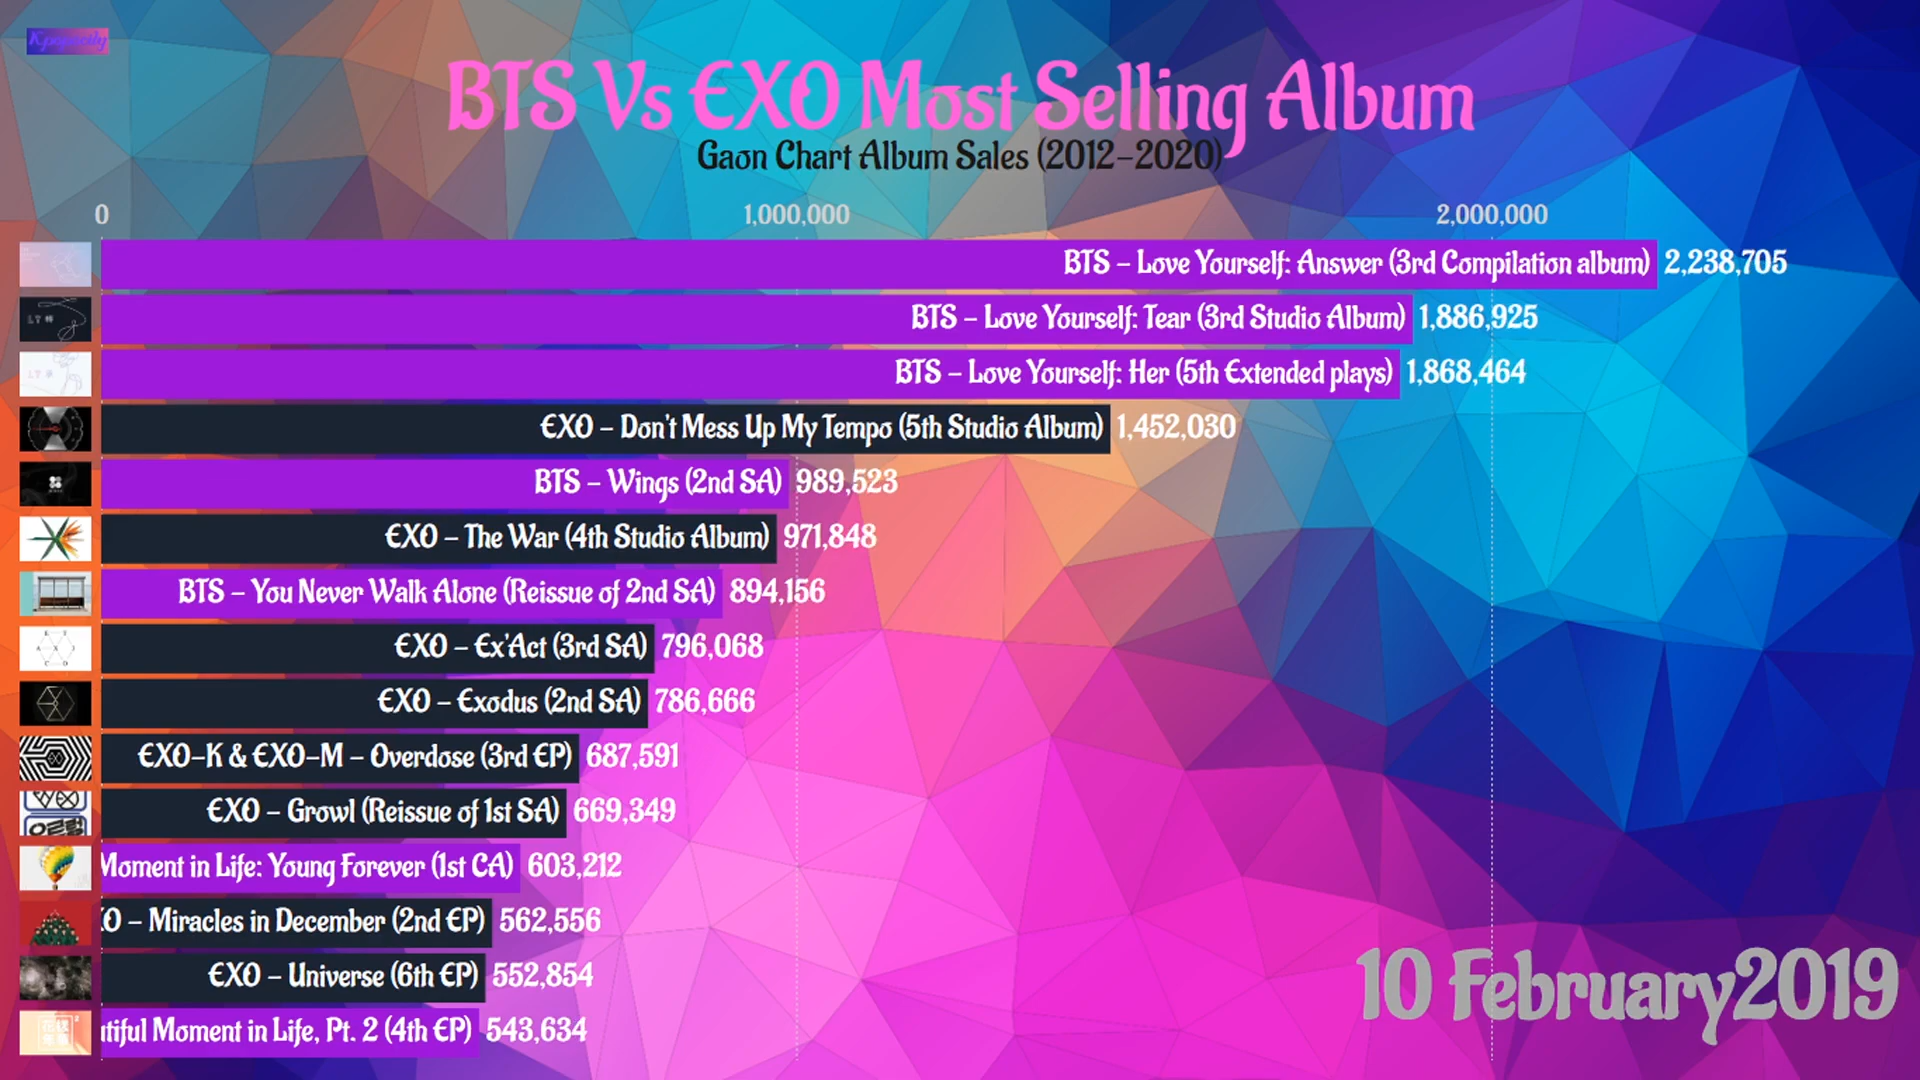 Kpopacily
BTS Vs EXO Most Selling Album
Gaon Chart Album Sales (2012-2020)
0 1,000,000 2,000,000
BTS - Love Yourself: Answer (3rd Compilation album) 2,238,705
BTS - Love Yourself: Tear (3rd Studio Album) 1,886,925
BTS - Love Yourself: Her (5th Extended plays) 1,868,464
EXO - Don't Mess Up My Tempo (5th Studio Album) 1,452,030
BTS - Wings (2nd SA) 989,523
EXO - The War (4th Studio Album) 971,848
BTS - You Never Walk Alone (Reissue of 2nd SA) 894,156
EXO - Ex'Act (3rd SA) 796,068
EXO - Exodus (2nd SA) 786,666
EXO-K & EXO-M - Overdose (3rd EP) 687,591
EXO - Growl (Reissue of 1st SA) 669,349
Moment in Life: Young Forever (1st CA) 603,212
XO - Miracles in December (2nd EP) 562,556
EXO - Universe (6th EP) 552,854
utiful Moment in Life, Pt. 2 (4th EP) 543,634
10 February2019